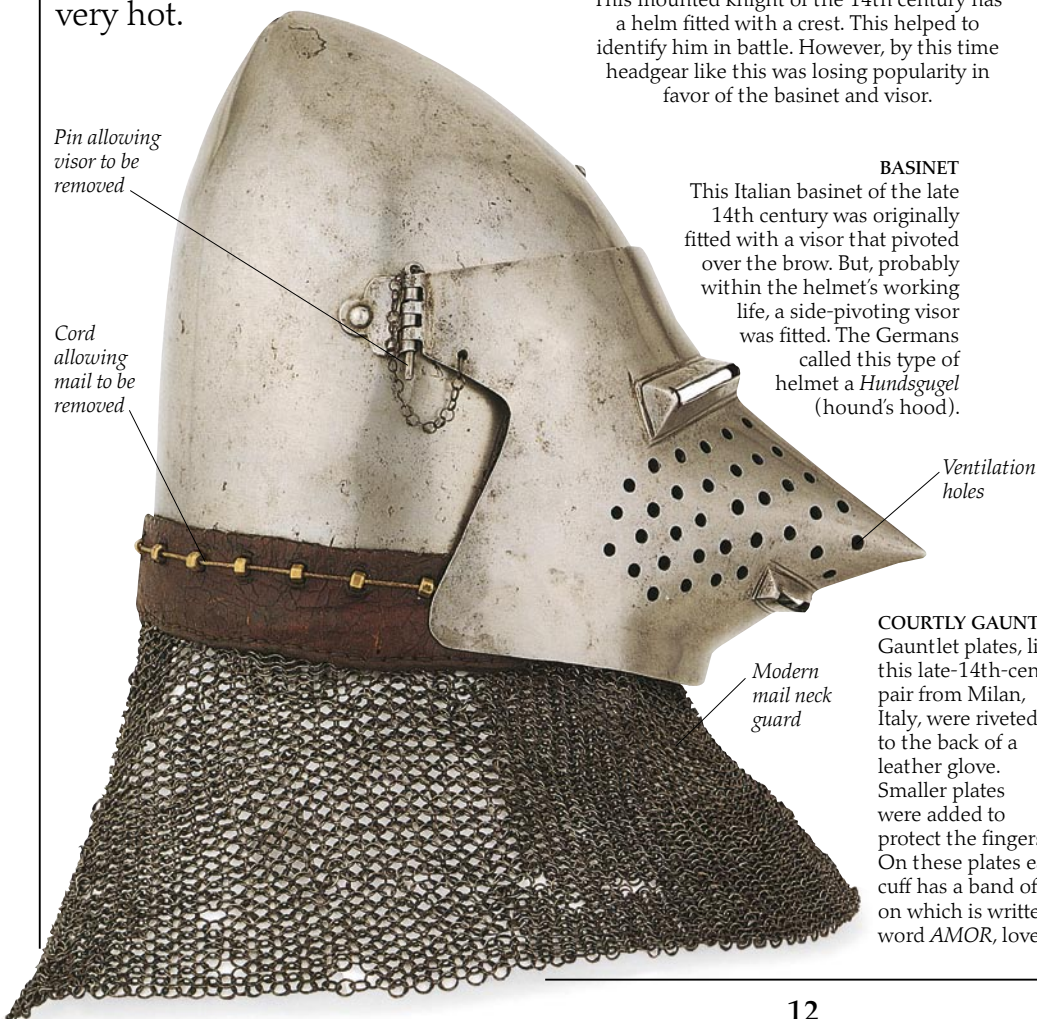 very hot.
This mounted knight of the 14th century has
a helm fitted with a crest. This helped to
identify him in battle. However, by this time
headgear like this was losing popularity in
favor of the basinet and visor.
Pin allowing
visor to be
removed
BASINET
This Italian basinet of the late
14th century was originally
fitted with a visor that pivoted
over the brow. But, probably
within the helmet's working
life, a side-pivoting visor
was fitted. The Germans
called this type of
helmet a Hundsgugel
(hound's hood).
Cord
allowing
mail to be
removed
Ventilation
holes
Modern
mail neck
guard
COURTLY GAUNT
Gauntlet plates, li
this late-14th-cen
pair from Milan,
Italy, were riveted
to the back of a
leather glove.
Smaller plates
were added to
protect the fingers
On these plates e
cuff has a band of
on which is writte
word AMOR, love
12